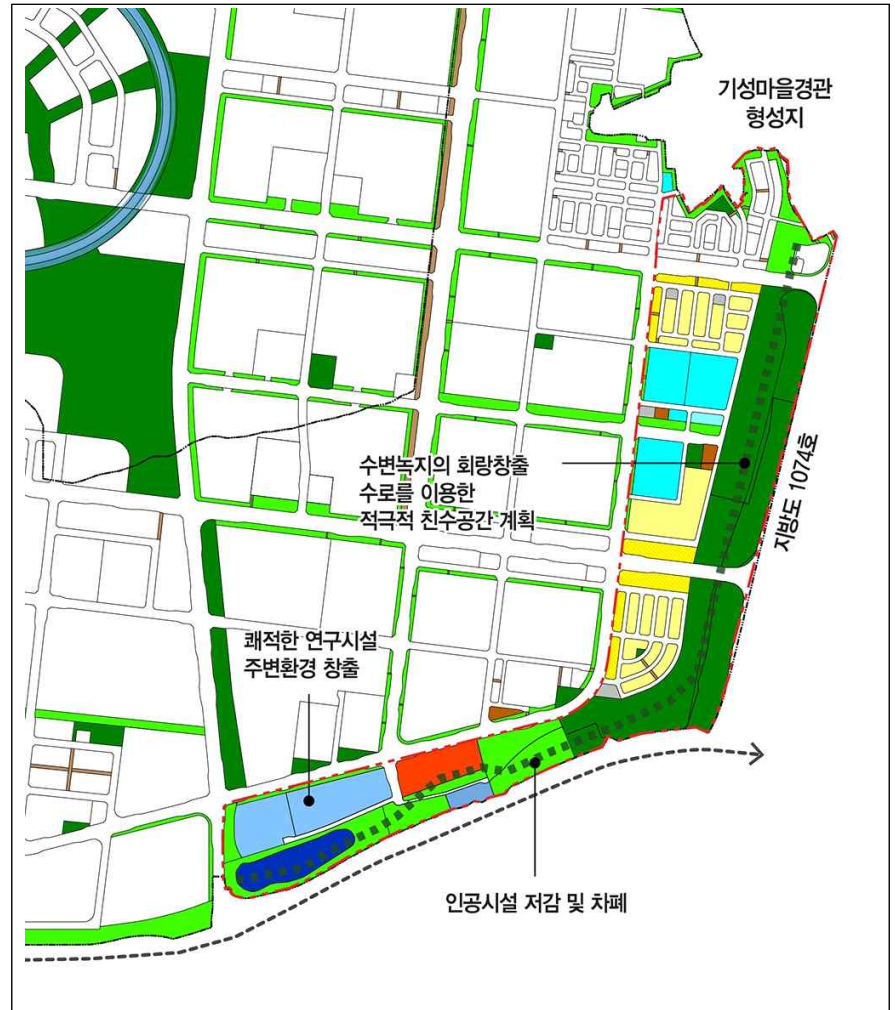 기성마을경관
형성지
수변녹지의 회랑창출
수로를 이용한
적극적 친수공간 계획
지방도 1074호
쾌적한 연구시설
주변환경 창출
인공시설 저감 및 차폐